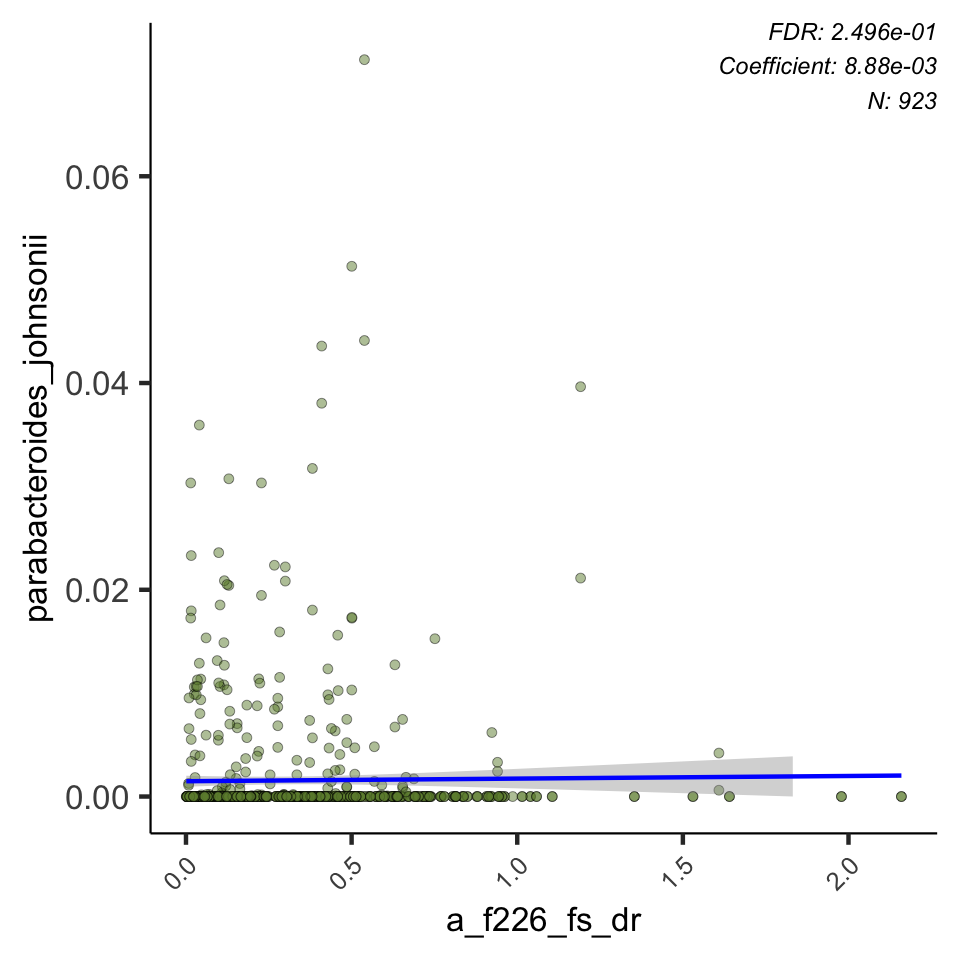 FDR: 2.496e-01
Coefficient: 8.88e-03
N: 923
parabacteroides_johnsonii
0.06
0.04
0.02
0.00
0.0
0.5
1.0
1.5
2.0
a_f226_fs_dr